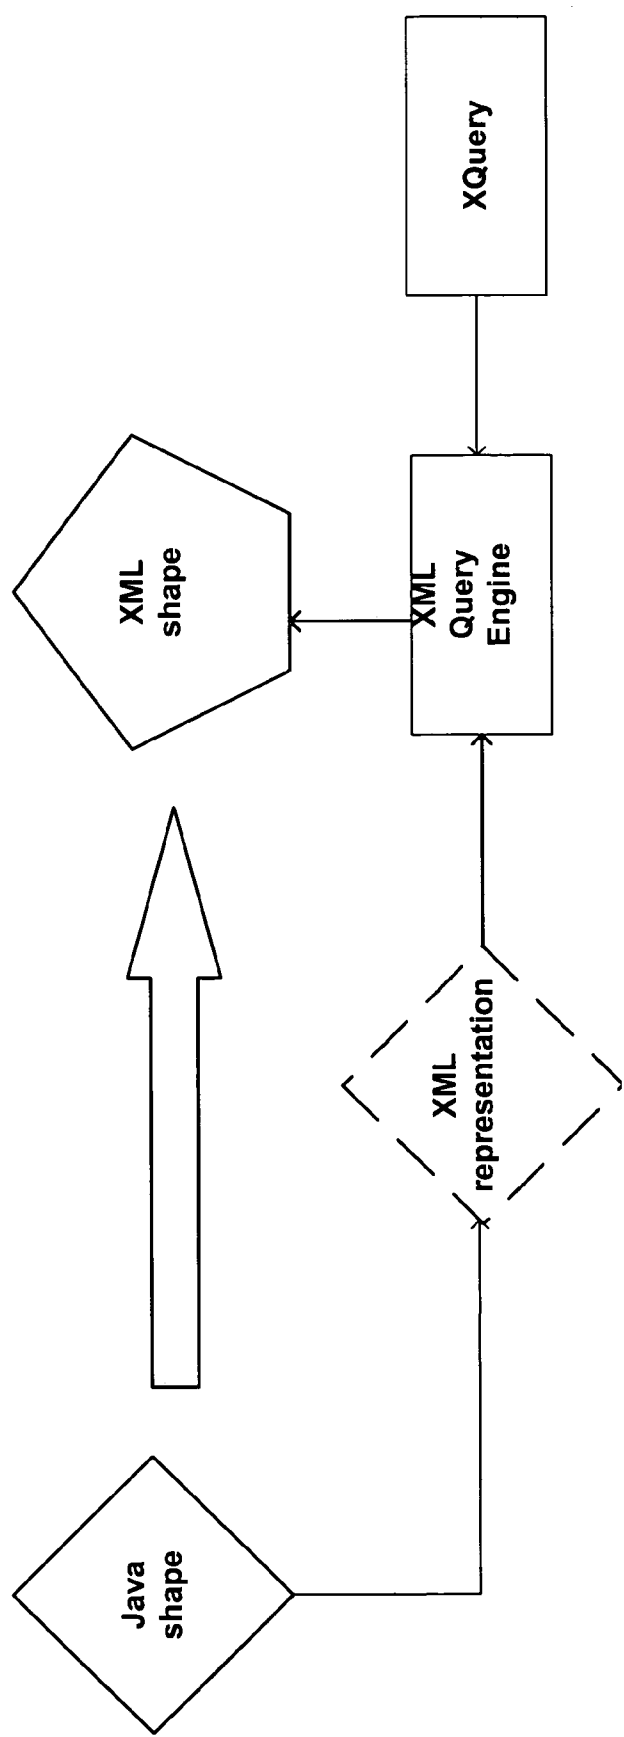 Java
shape
XML
shape
XML
representation
XML
Query
Engine
XQuery